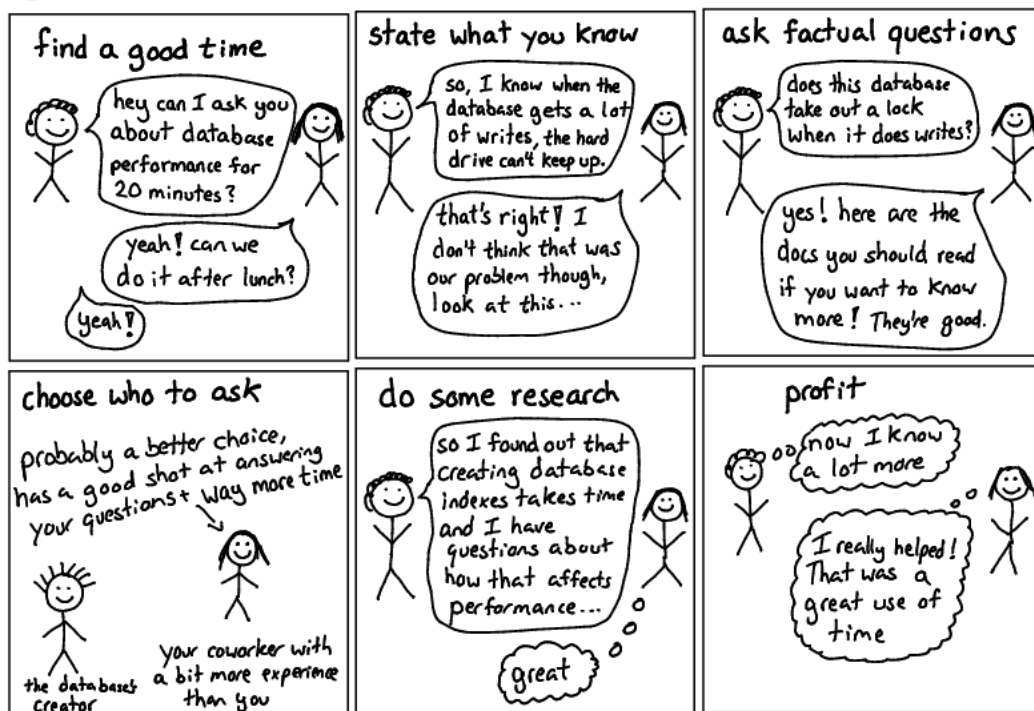 find a good time
hey can I ask you
about database
performance for
20 minutes?
yeah! can we
do it after lunch?
yeah!
state what you know
so, I know when the
database gets a lot
of writes, the hard
drive can't keep up.
that's right! I
don't think that was
our problem though,
look at this...
ask factual questions
does this database
take out a lock
when it does writes?
yes! here are the
docs you should read
if you want to know
more! They're good.
choose who to ask
probably a better choice,
has a good shot at answering
your questions + way more time
the database's
creator
your coworker with
a bit more experience
than you
do some research
so I found out that
creating database
indexes takes time
and I have
questions about
how that affects
performance...
great
profit
now I know
a lot more
I really helped!
That was a
great use of
time